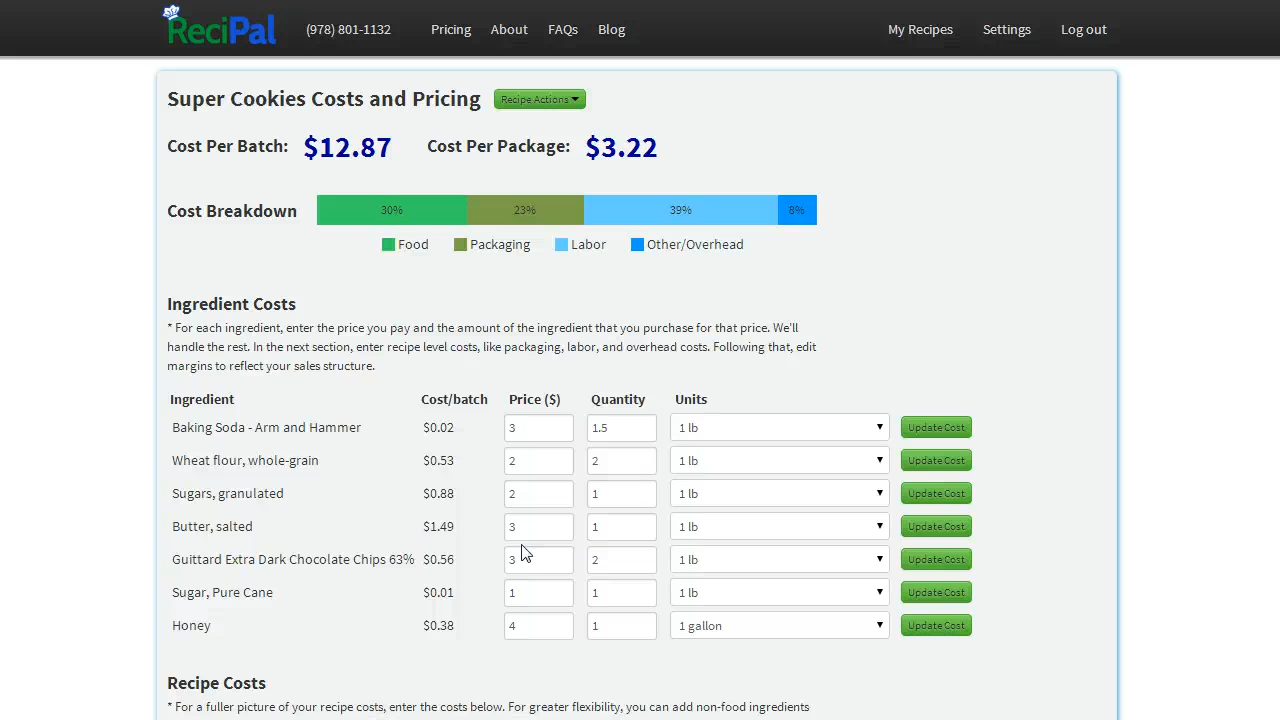 ReciPal (978) 801-1132 Pricing About FAQs Blog My Recipes Settings Log out
Super Cookies Costs and Pricing Recipe Actions
Cost Per Batch: $12.87 Cost Per Package: $3.22
Cost Breakdown 30% 23% 39% 8%
Food Packaging Labor Other/Overhead
Ingredient Costs
* For each ingredient, enter the price you pay and the amount of the ingredient that you purchase for that price. We'll
handle the rest. In the next section, enter recipe level costs, like packaging, labor, and overhead costs. Following that, edit
margins to reflect your sales structure.
Ingredient Cost/batch Price ($) Quantity Units
Baking Soda - Arm and Hammer $0.02 3 1.5 1 lb Update Cost
Wheat flour, whole-grain $0.53 2 2 1 lb Update Cost
Sugars, granulated $0.88 2 1 1 lb Update Cost
Butter, salted $1.49 3 1 1 lb Update Cost
Guittard Extra Dark Chocolate Chips 63% $0.56 3 2 1 lb Update Cost
Sugar, Pure Cane $0.01 1 1 1 lb Update Cost
Honey $0.38 4 1 1 gallon Update Cost
Recipe Costs
* For a fuller picture of your recipe costs, enter the costs below. For greater flexibility, you can add non-food ingredients